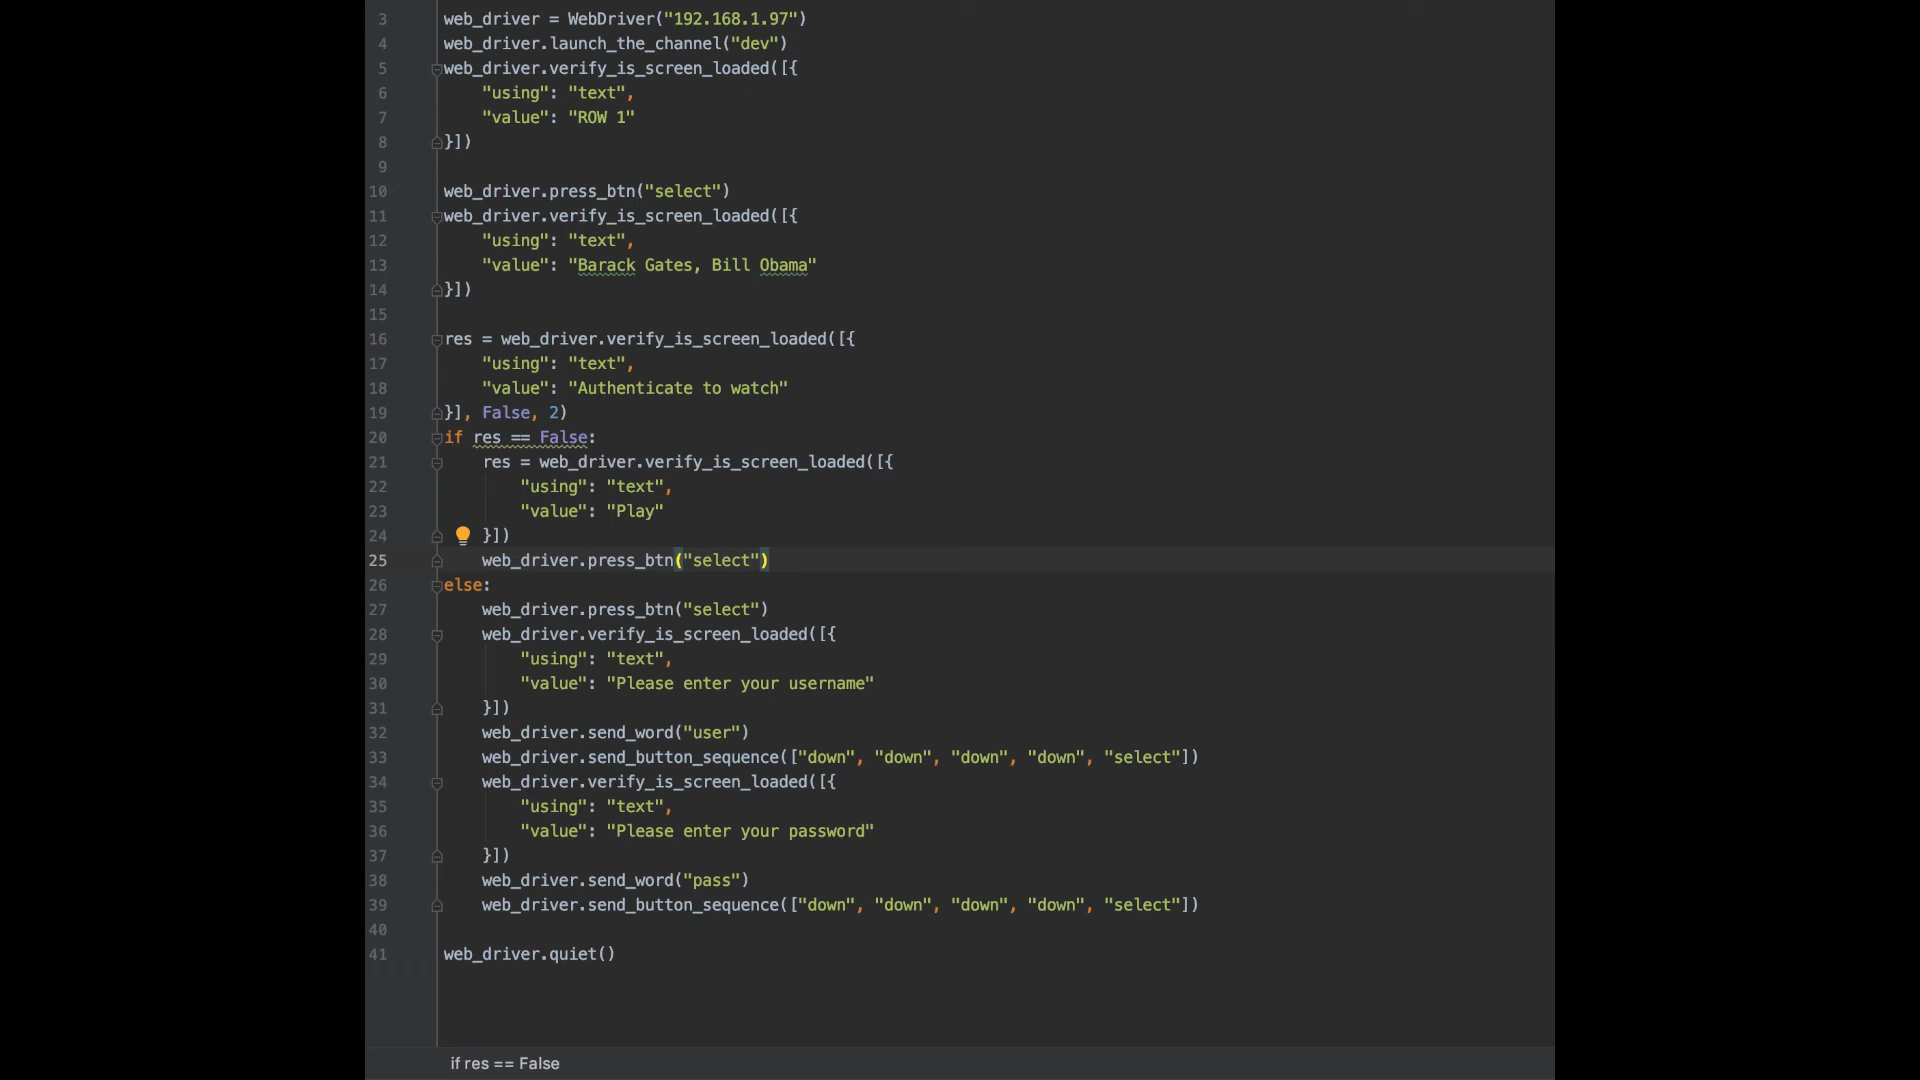 3 web_driver = WebDriver("192.168.1.97")
4 web_driver.launch_the_channel("dev")
5 web_driver.verify_is_screen_loaded([{
6 "using": "text",
7 "value": "ROW 1"
8 }])
9
10 web_driver.press_btn("select")
11 web_driver.verify_is_screen_loaded([{
12 "using": "text",
13 "value": "Barack Gates, Bill Obama"
14 }])
15
16 res = web_driver.verify_is_screen_loaded([{
17 "using": "text",
18 "value": "Authenticate to watch"
19 }], False, 2)
20 if res == False:
21 res = web_driver.verify_is_screen_loaded([{
22 "using": "text",
23 "value": "Play"
24 }])
25 web_driver.press_btn("select")
26 else:
27 web_driver.press_btn("select")
28 web_driver.verify_is_screen_loaded([{
29 "using": "text",
30 "value": "Please enter your username"
31 }])
32 web_driver.send_word("user")
33 web_driver.send_button_sequence(["down", "down", "down", "down", "select"])
34 web_driver.verify_is_screen_loaded([{
35 "using": "text",
36 "value": "Please enter your password"
37 }])
38 web_driver.send_word("pass")
39 web_driver.send_button_sequence(["down", "down", "down", "down", "select"])
40
41 web_driver.quiet()
if res == False